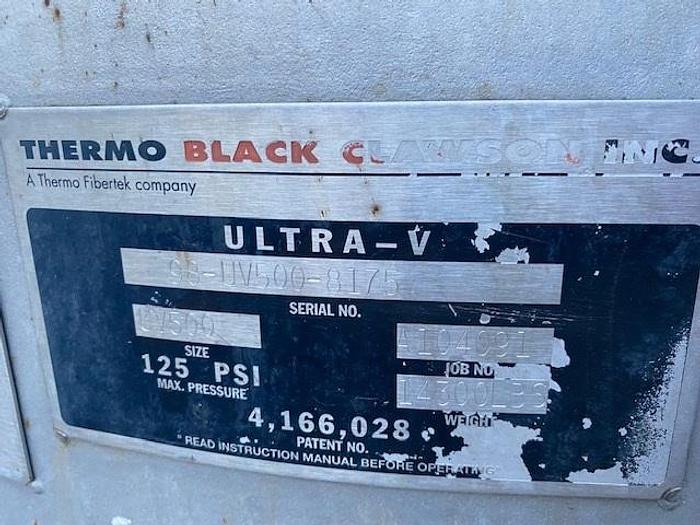 THERMO BLACK CLAWSON INC.
A Thermo Fibertek company
ULTRA-V
98-UV500-8175
SERIAL NO.
UV500
SIZE
A104091
JOB NO.
125 PSI
MAX. PRESSURE
14300LBS
WEIGHT
4,166,028
PATENT NO.
READ INSTRUCTION MANUAL BEFORE OPERATING